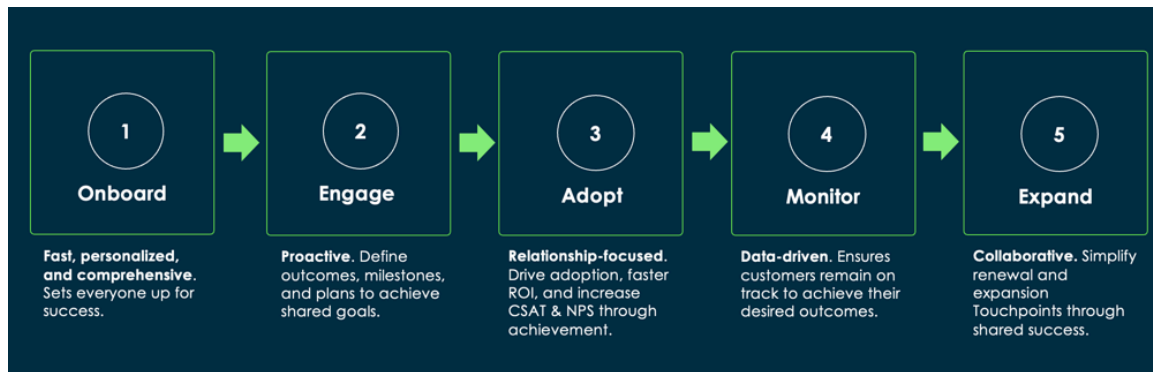 1
Onboard
Fast, personalized,
and comprehensive.
Sets everyone up for
success.
2
Engage
Proactive. Define
outcomes, milestones,
and plans to achieve
shared goals.
3
Adopt
Relationship-focused.
Drive adoption, faster
ROI, and increase
CSAT & NPS through
achievement.
4
Monitor
Data-driven. Ensures
customers remain on
track to achieve their
desired outcomes.
5
Expand
Collaborative. Simplify
renewal and
expansion
Touchpoints through
shared success.